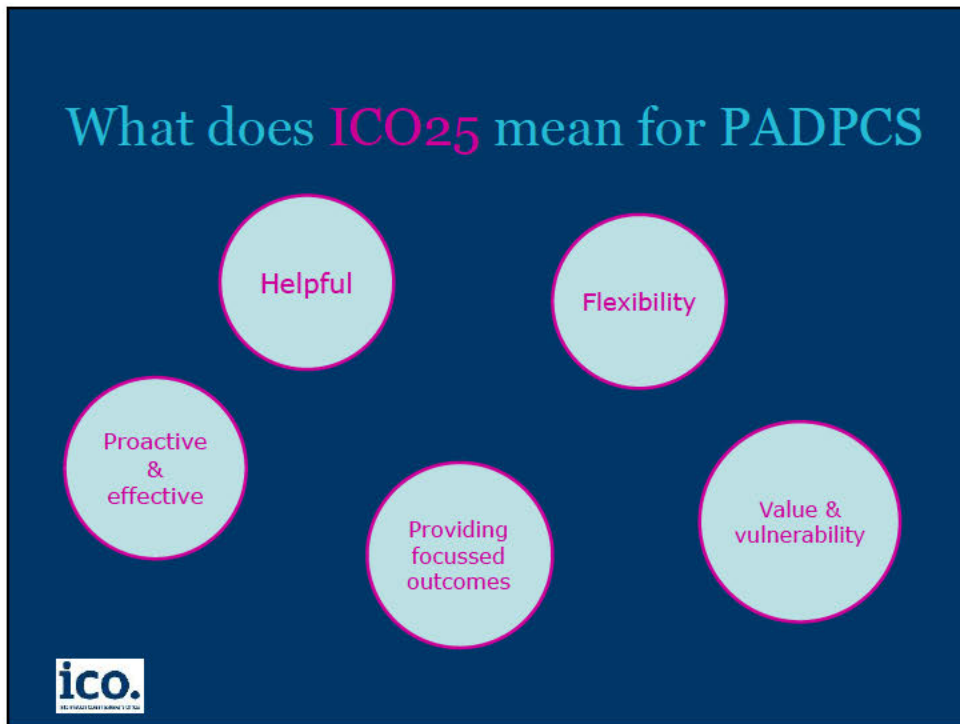 What does ICO25 mean for PADPCS
Helpful
Flexibility
Proactive
&
effective
Providing
focussed
outcomes
Value &
vulnerability
ico.